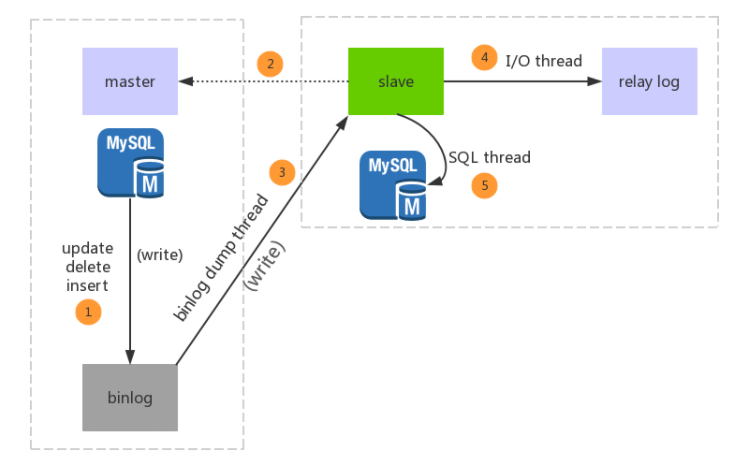 master
2
slave
4
I/O thread
relay log
MySQL
M
update
delete
insert
(write)
1
binlog
binlog dump thread
(write)
3
MySQL
M
SQL thread
5